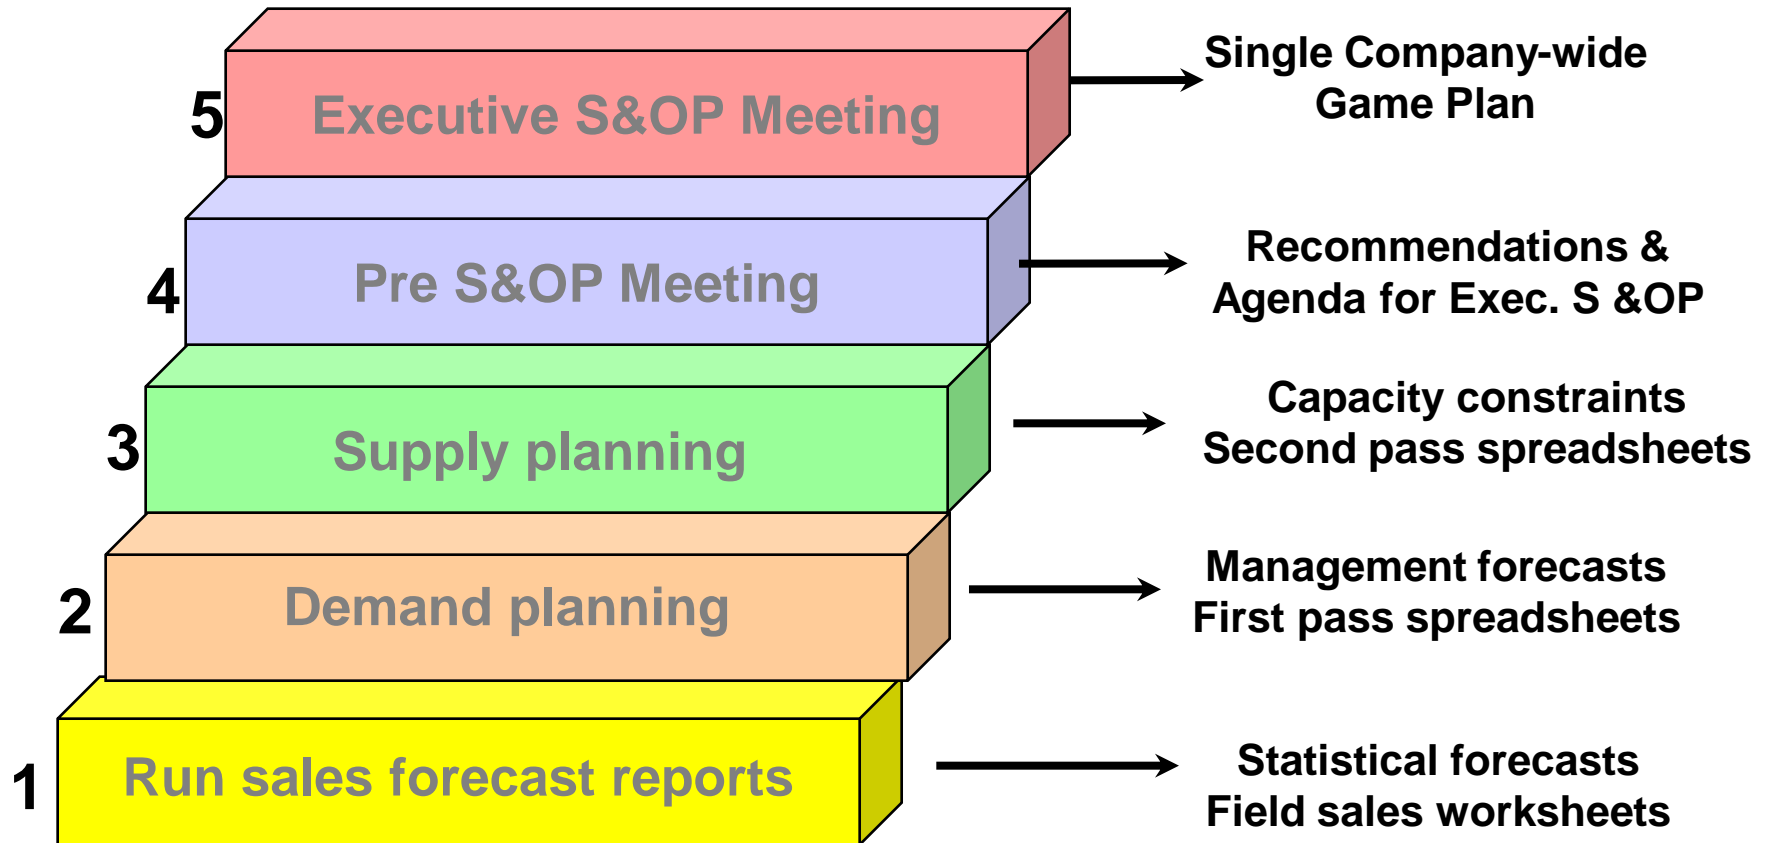 5
Executive S&OP Meeting
Single Company-wide
Game Plan
4
Pre S&OP Meeting
Recommendations &
Agenda for Exec. S &OP
3
Supply planning
Capacity constraints
Second pass spreadsheets
2
Demand planning
Management forecasts
First pass spreadsheets
1
Run sales forecast reports
Statistical forecasts
Field sales worksheets